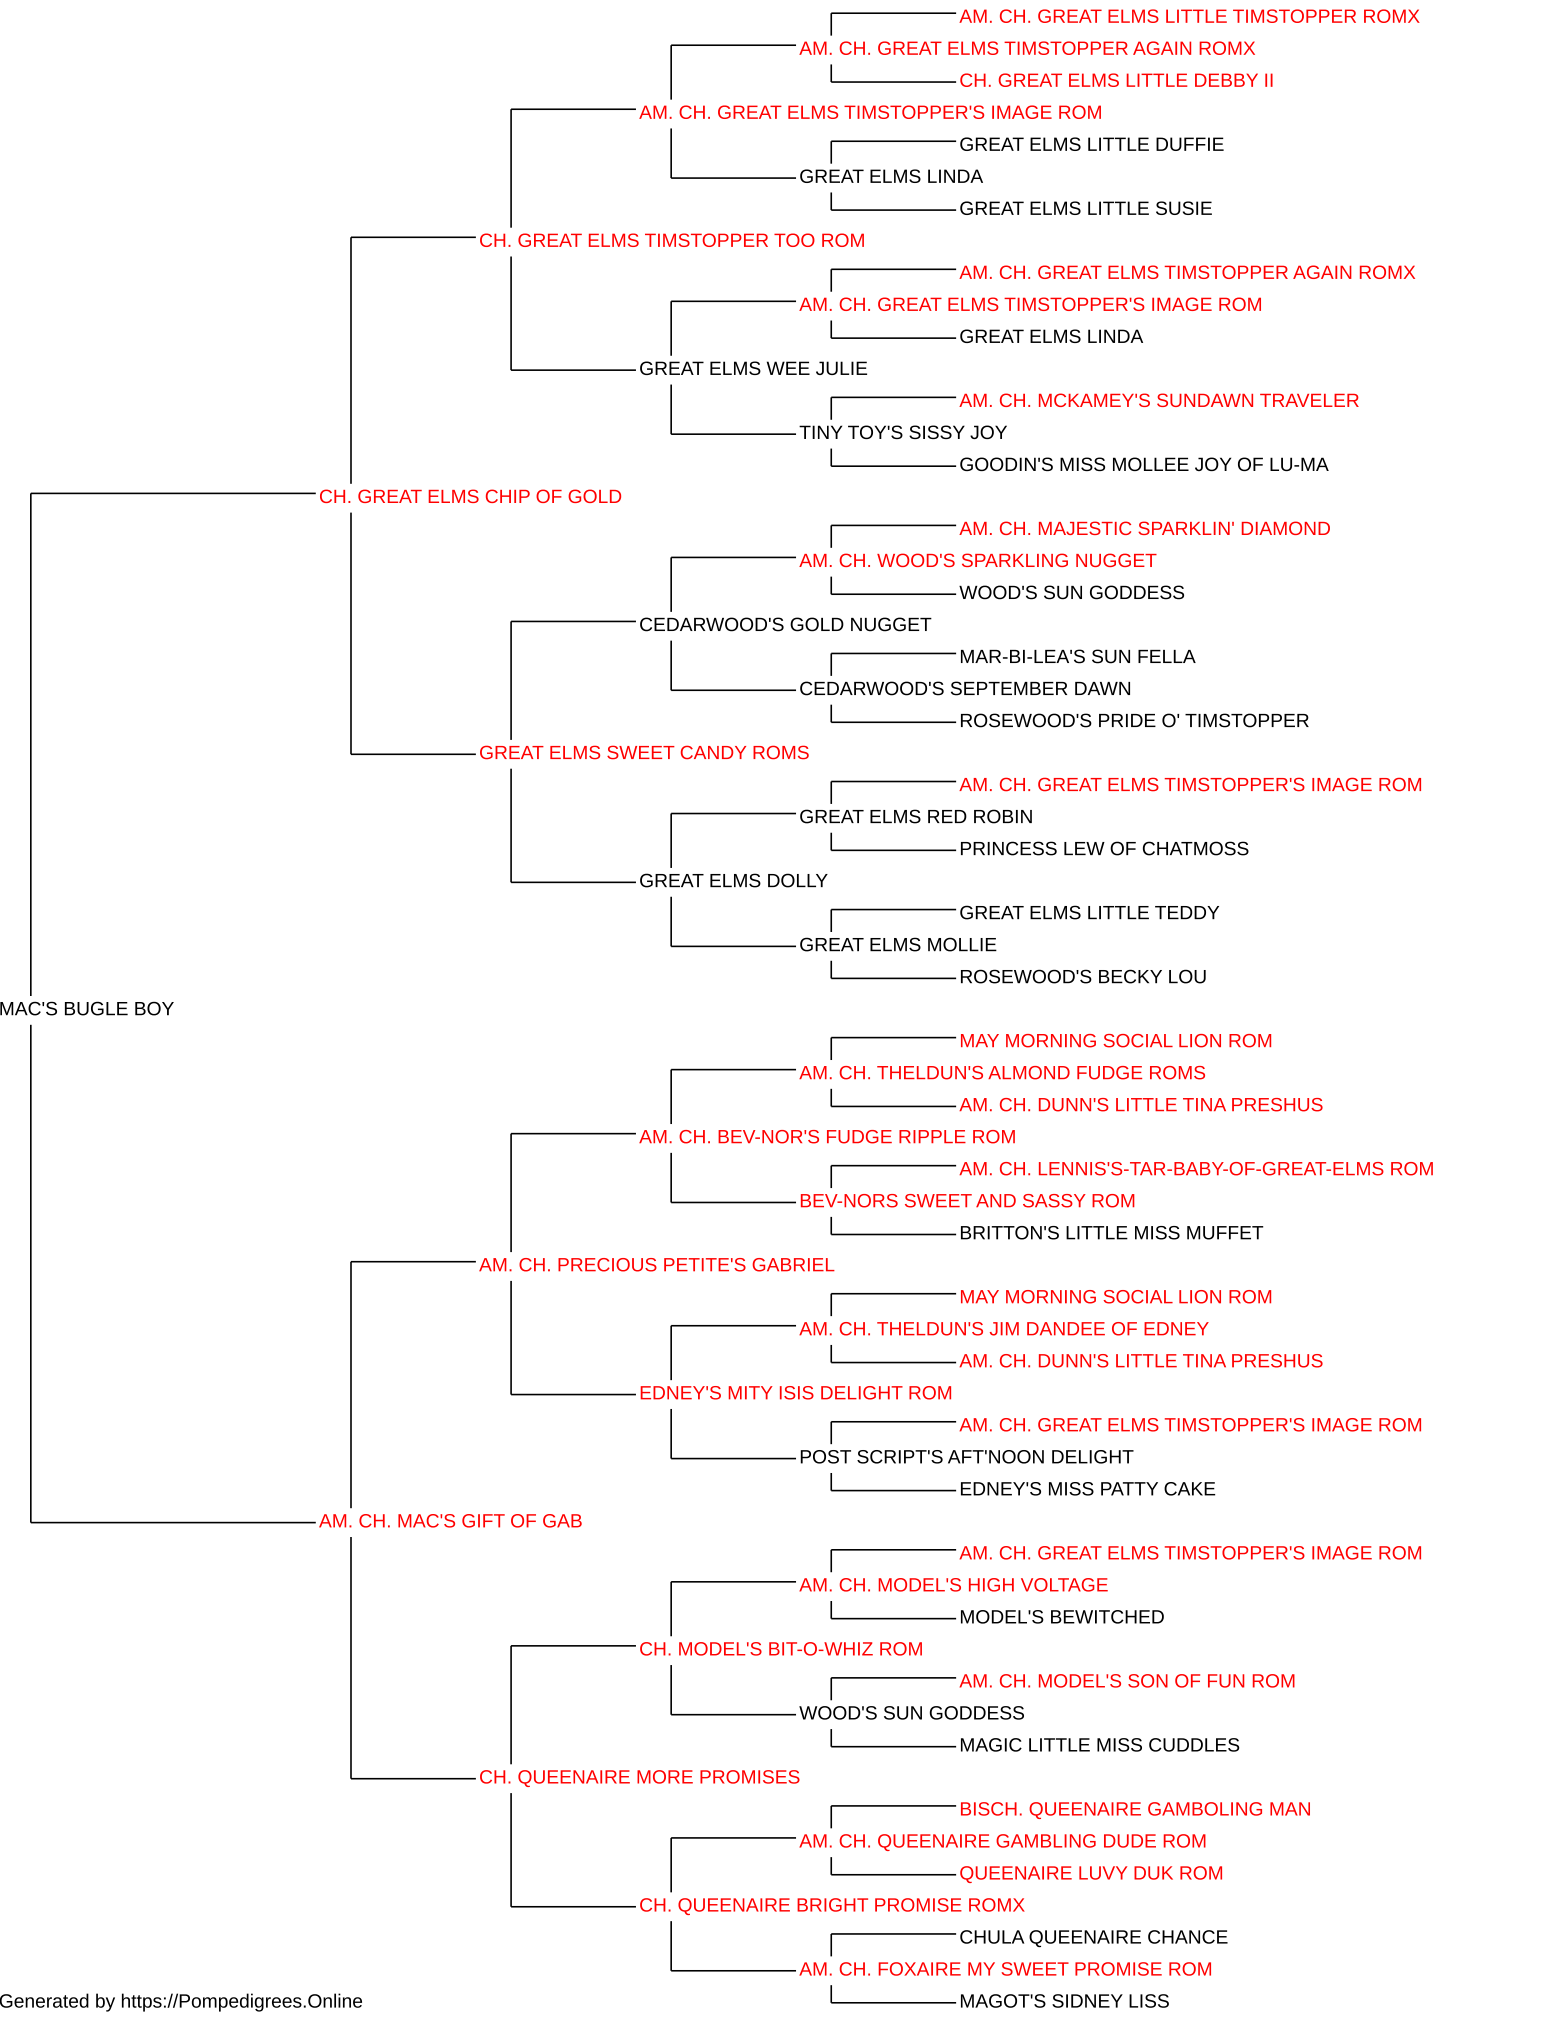 AM. CH. GREAT ELMS LITTLE TIMSTOPPER ROMX
AM. CH. GREAT ELMS TIMSTOPPER AGAIN ROMX
CH. GREAT ELMS LITTLE DEBBY II
AM. CH. GREAT ELMS TIMSTOPPER'S IMAGE ROM
GREAT ELMS LITTLE DUFFIE
GREAT ELMS LINDA
GREAT ELMS LITTLE SUSIE
CH. GREAT ELMS TIMSTOPPER TOO ROM
AM. CH. GREAT ELMS TIMSTOPPER AGAIN ROMX
AM. CH. GREAT ELMS TIMSTOPPER'S IMAGE ROM
GREAT ELMS LINDA
GREAT ELMS WEE JULIE
AM. CH. MCKAMEY'S SUNDAWN TRAVELER
TINY TOY'S SISSY JOY
GOODIN'S MISS MOLLEE JOY OF LU-MA
CH. GREAT ELMS CHIP OF GOLD
AM. CH. MAJESTIC SPARKLIN' DIAMOND
AM. CH. WOOD'S SPARKLING NUGGET
WOOD'S SUN GODDESS
CEDARWOOD'S GOLD NUGGET
MAR-BI-LEA'S SUN FELLA
CEDARWOOD'S SEPTEMBER DAWN
ROSEWOOD'S PRIDE O' TIMSTOPPER
GREAT ELMS SWEET CANDY ROMS
AM. CH. GREAT ELMS TIMSTOPPER'S IMAGE ROM
GREAT ELMS RED ROBIN
PRINCESS LEW OF CHATMOSS
GREAT ELMS DOLLY
GREAT ELMS LITTLE TEDDY
GREAT ELMS MOLLIE
ROSEWOOD'S BECKY LOU
MAC'S BUGLE BOY
MAY MORNING SOCIAL LION ROM
AM. CH. THELDUN'S ALMOND FUDGE ROMS
AM. CH. DUNN'S LITTLE TINA PRESHUS
AM. CH. BEV-NOR'S FUDGE RIPPLE ROM
AM. CH. LENNIS'S-TAR-BABY-OF-GREAT-ELMS ROM
BEV-NORS SWEET AND SASSY ROM
BRITTON'S LITTLE MISS MUFFET
AM. CH. PRECIOUS PETITE'S GABRIEL
MAY MORNING SOCIAL LION ROM
AM. CH. THELDUN'S JIM DANDEE OF EDNEY
AM. CH. DUNN'S LITTLE TINA PRESHUS
EDNEY'S MITY ISIS DELIGHT ROM
AM. CH. GREAT ELMS TIMSTOPPER'S IMAGE ROM
POST SCRIPT'S AFT'NOON DELIGHT
EDNEY'S MISS PATTY CAKE
AM. CH. MAC'S GIFT OF GAB
AM. CH. GREAT ELMS TIMSTOPPER'S IMAGE ROM
AM. CH. MODEL'S HIGH VOLTAGE
MODEL'S BEWITCHED
CH. MODEL'S BIT-O-WHIZ ROM
AM. CH. MODEL'S SON OF FUN ROM
WOOD'S SUN GODDESS
MAGIC LITTLE MISS CUDDLES
CH. QUEENAIRE MORE PROMISES
BISCH. QUEENAIRE GAMBOLING MAN
AM. CH. QUEENAIRE GAMBLING DUDE ROM
QUEENAIRE LUVY DUK ROM
CH. QUEENAIRE BRIGHT PROMISE ROMX
CHULA QUEENAIRE CHANCE
AM. CH. FOXAIRE MY SWEET PROMISE ROM
MAGOT'S SIDNEY LISS
Generated by https://Pompedigrees.Online